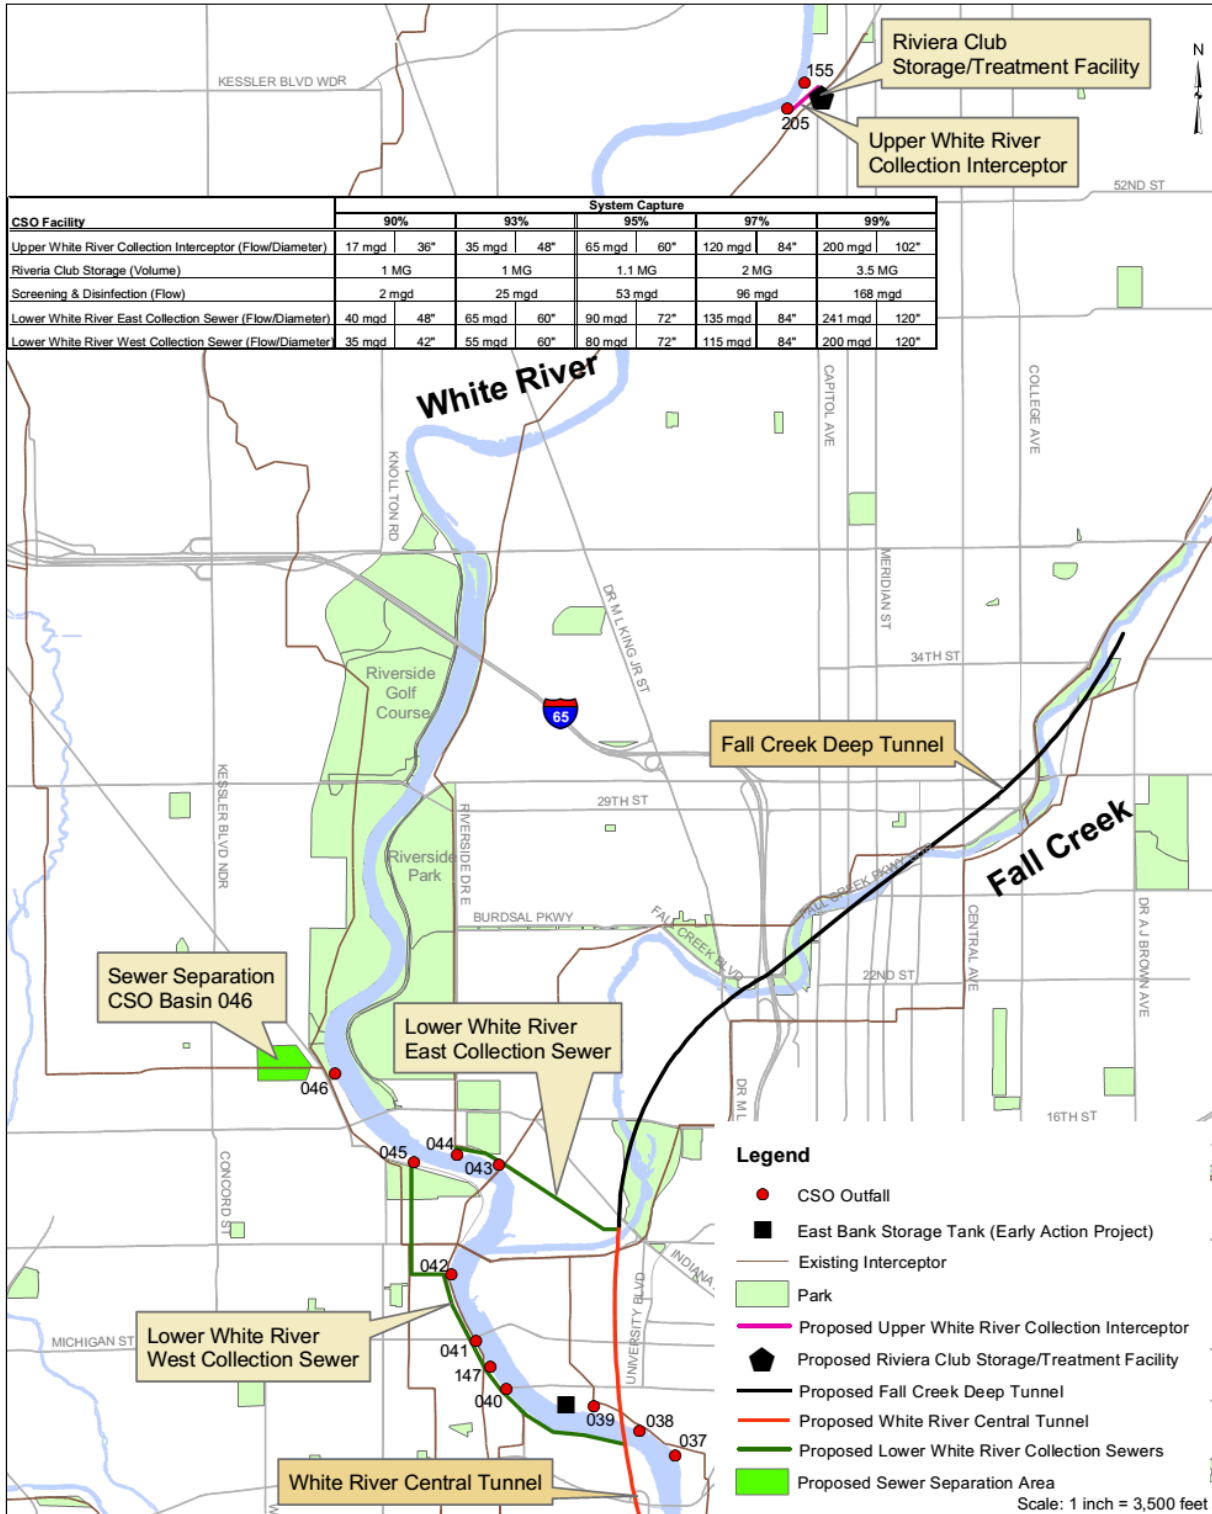 155
Riviera Club
Storage/Treatment Facility
N
KESSLER BLVD WDR
205
Upper White River
Collection Interceptor
52ND ST
System Capture
CSO Facility 90% 93% 95% 97% 99%
Upper White River Collection Interceptor (Flow/Diameter) 17 mgd 36" 35 mgd 48" 65 mgd 60" 120 mgd 84" 200 mgd 102"
Riveria Club Storage (Volume) 1 MG 1 MG 1.1 MG 2 MG 3.5 MG
Screening & Disinfection (Flow) 2 mgd 25 mgd 53 mgd 96 mgd 168 mgd
Lower White River East Collection Sewer (Flow/Diameter) 40 mgd 48" 65 mgd 60" 90 mgd 72" 135 mgd 84" 241 mgd 120"
Lower White River West Collection Sewer (Flow/Diameter) 35 mgd 42" 55 mgd 60" 80 mgd 72" 115 mgd 84" 200 mgd 120"
White River
CAPITOL AVE
COLLEGE AVE
KNOLLTON RD
MERIDIAN ST
DR M L KING JR ST
34TH ST
Riverside
Golf
Course
65
Fall Creek Deep Tunnel
KESSLER BLVD NDR
29TH ST
RIVERSIDE DR E
Riverside
Park
Fall Creek
FALL CREEK PKWY
BURDSAL PKWY
FALL CREEK BLVD
CENTRAL AVE
DR A J BROWN AVE
22ND ST
Sewer Separation
CSO Basin 046
Lower White River
East Collection Sewer
046
DR M L
16TH ST
044
045
043
CONCORD ST
042
INDIANA
UNIVERSITY BLVD
MICHIGAN ST
Lower White River
West Collection Sewer
041
147
040
039
038
037
White River Central Tunnel
W
Legend
CSO Outfall
East Bank Storage Tank (Early Action Project)
Existing Interceptor
Park
Proposed Upper White River Collection Interceptor
Proposed Riviera Club Storage/Treatment Facility
Proposed Fall Creek Deep Tunnel
Proposed White River Central Tunnel
Proposed Lower White River Collection Sewers
Proposed Sewer Separation Area
Scale: 1 inch = 3,500 feet